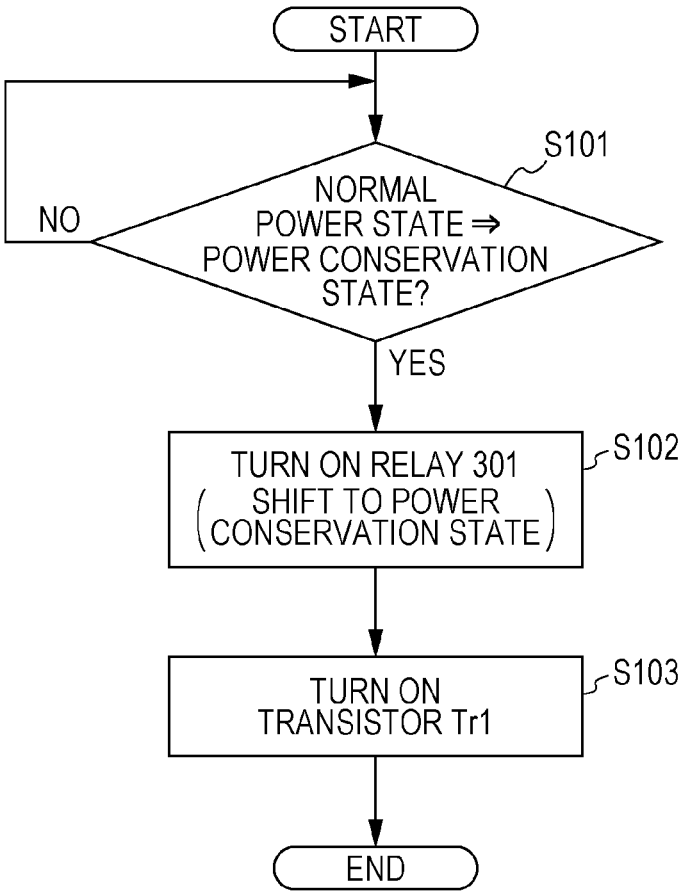 START
S101
NORMAL
POWER STATE ⇒
POWER CONSERVATION
STATE?
NO
YES
S102
TURN ON RELAY 301
( SHIFT TO POWER
CONSERVATION STATE )
S103
TURN ON
TRANSISTOR Tr1
END